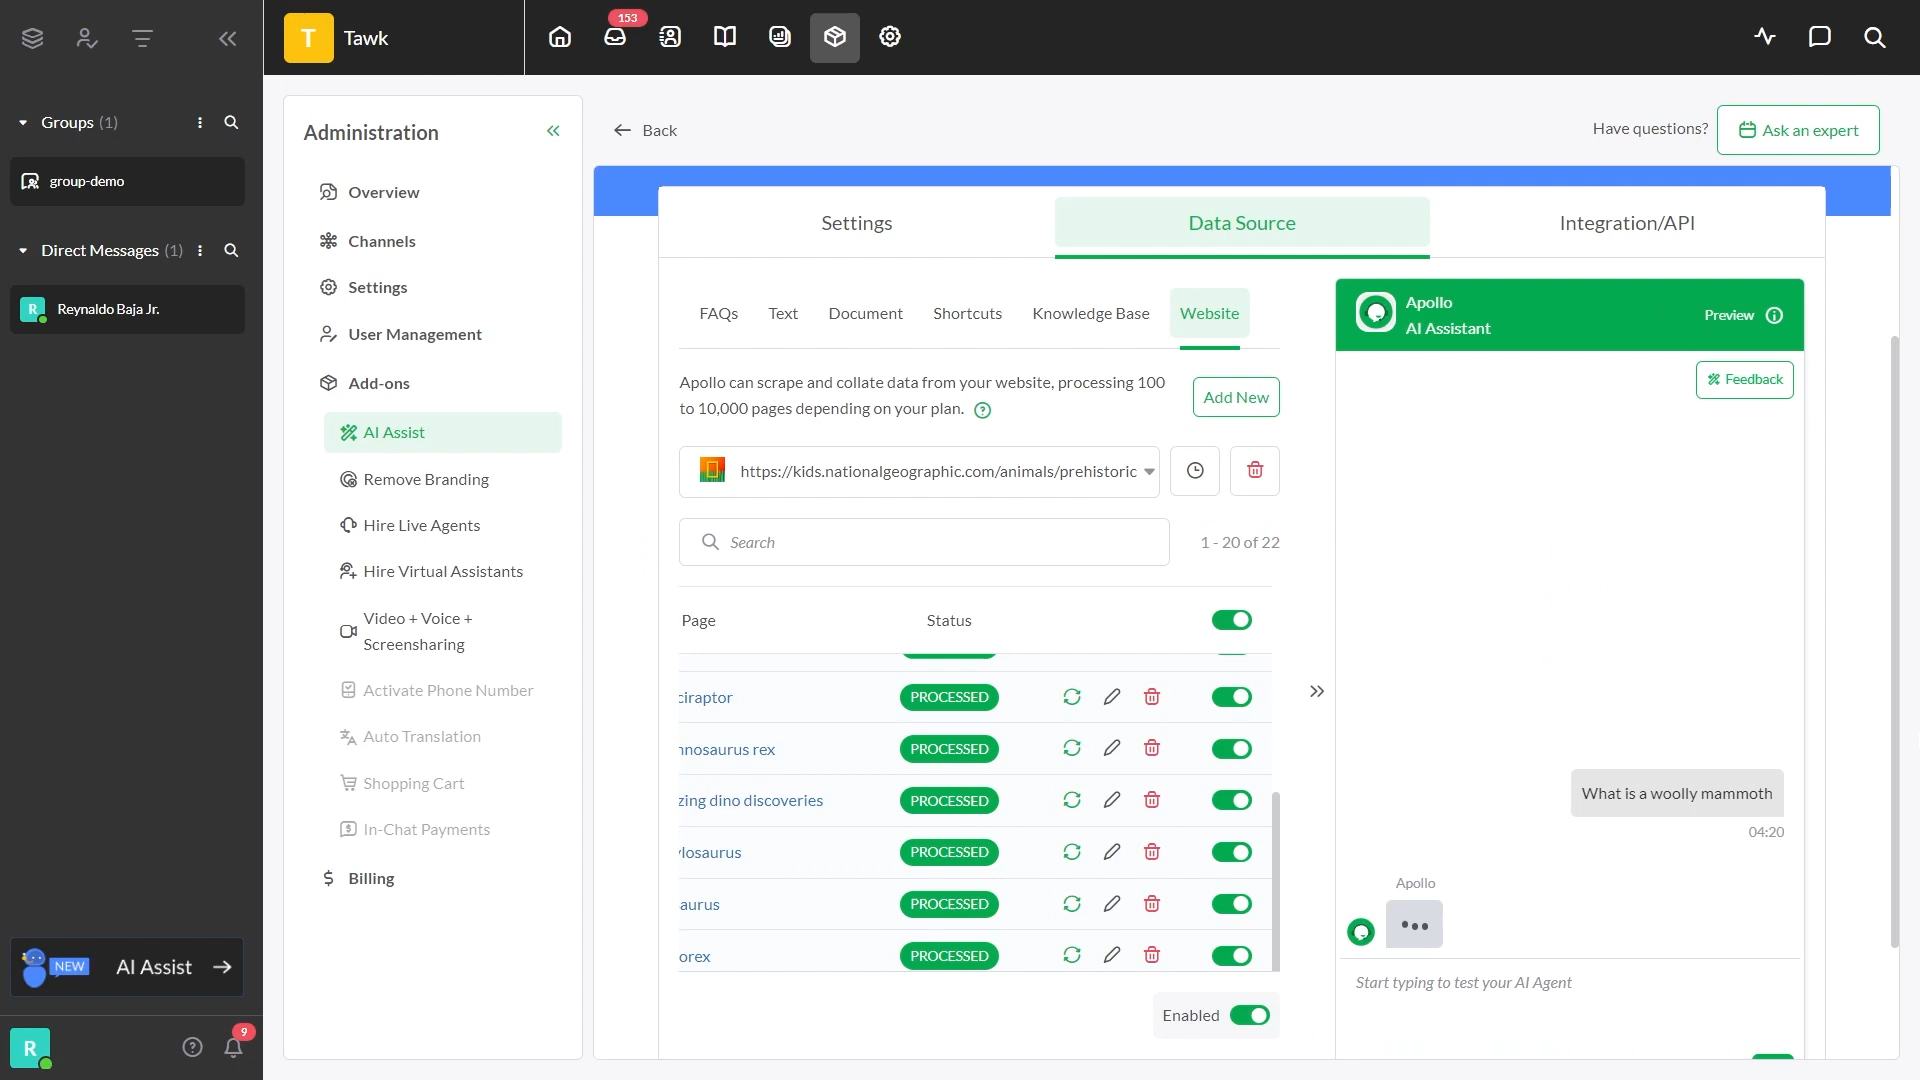 T
Tawk
153
Groups (1)
group-demo
Direct Messages (1)
R
Reynaldo Baja Jr.
NEW
AI Assist
R
9
Administration
Overview
Channels
Settings
User Management
Add-ons
AI Assist
Remove Branding
Hire Live Agents
Hire Virtual Assistants
Video + Voice +
Screensharing
Activate Phone Number
Auto Translation
Shopping Cart
In-Chat Payments
Billing
Back
Have questions?
Ask an expert
Settings
Data Source
Integration/API
FAQs
Text
Document
Shortcuts
Knowledge Base
Website
Apollo can scrape and collate data from your website, processing 100
to 10,000 pages depending on your plan.
Add New
https://kids.nationalgeographic.com/animals/prehistoric
Search
1 - 20 of 22
Page
Status
ciraptor
PROCESSED
nnosaurus rex
PROCESSED
zing dino discoveries
PROCESSED
ylosaurus
PROCESSED
aurus
PROCESSED
orex
PROCESSED
Enabled
Apollo
AI Assistant
Preview
Feedback
What is a woolly mammoth
04:20
Apollo
Start typing to test your AI Agent